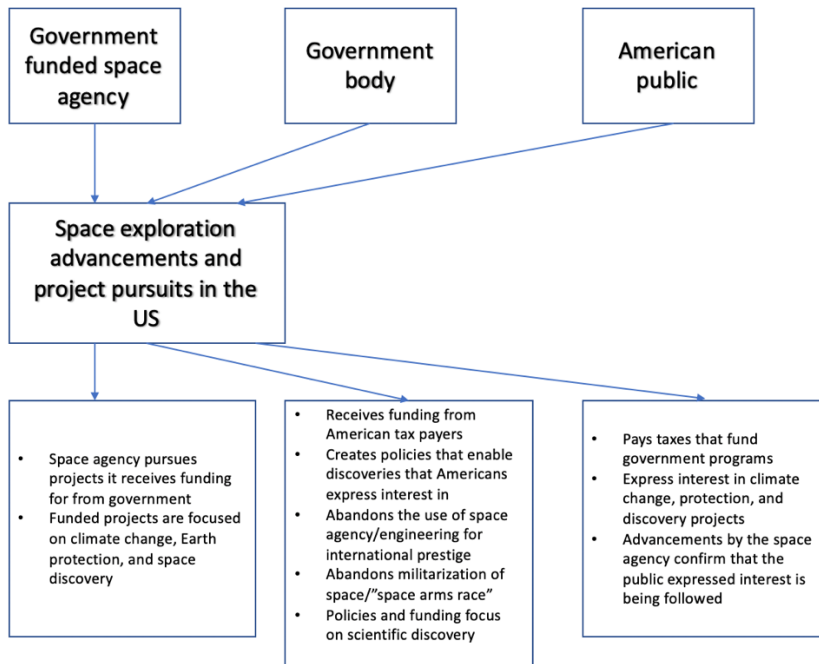 Government
funded space
agency
Government
body
American
public
Space exploration
advancements and
project pursuits in the
US
• Space agency pursues
projects it receives funding
for from government
• Funded projects are focused
on climate change, Earth
protection, and space
discovery
• Receives funding from
American tax payers
• Creates policies that enable
discoveries that Americans
express interest in
• Abandons the use of space
agency/engineering for
international prestige
• Abandons militarization of
space/”space arms race”
• Policies and funding focus
on scientific discovery
• Pays taxes that fund
government programs
• Express interest in climate
change, protection, and
discovery projects
• Advancements by the space
agency confirm that the
public expressed interest is
being followed